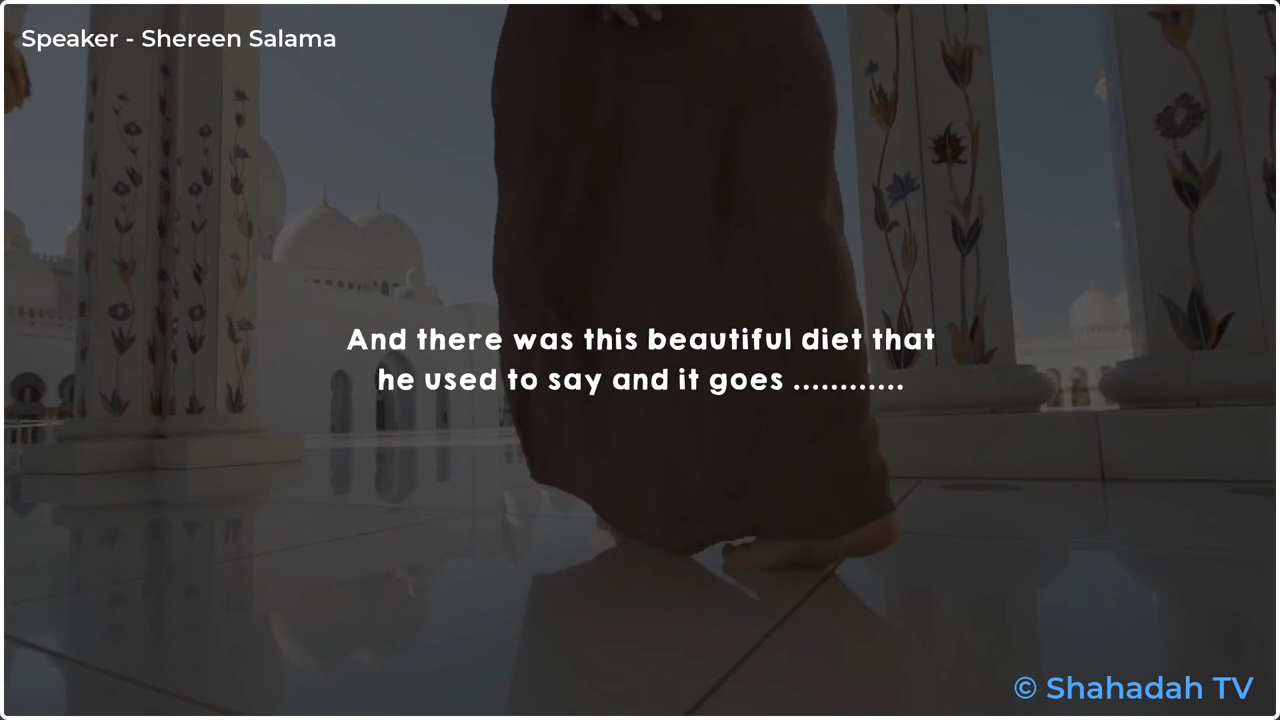 Speaker - Shereen Salama
And there was this beautiful diet that
he used to say and it goes ............
© Shahadah TV